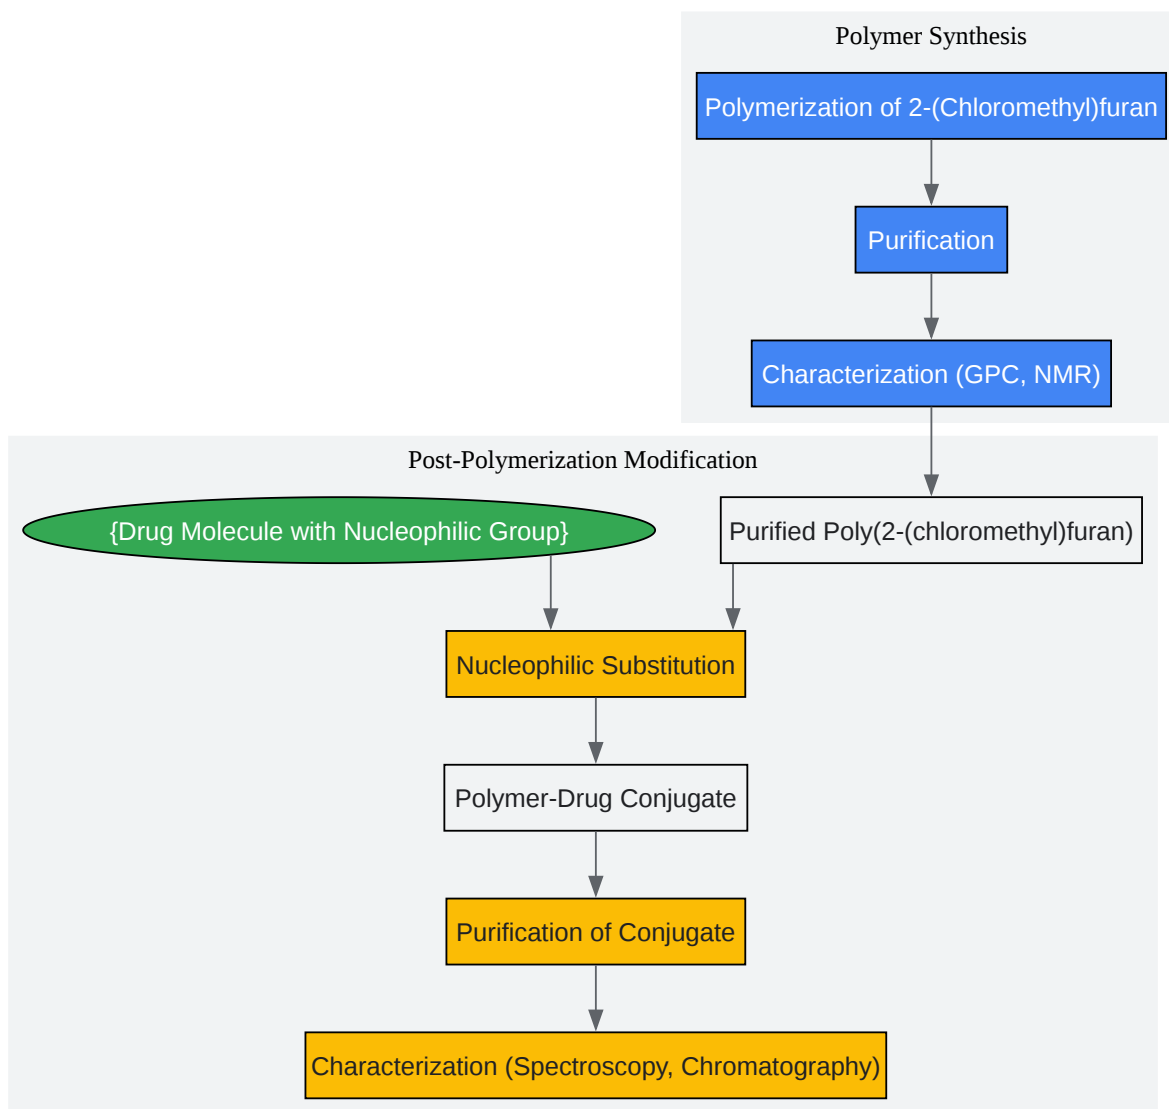 Polymer Synthesis
Polymerization of 2-(Chloromethyl)furan
Purification
Characterization (GPC, NMR)
Post-Polymerization Modification
{Drug Molecule with Nucleophilic Group}
Purified Poly(2-(chloromethyl)furan)
Nucleophilic Substitution
Polymer-Drug Conjugate
Purification of Conjugate
Characterization (Spectroscopy, Chromatography)